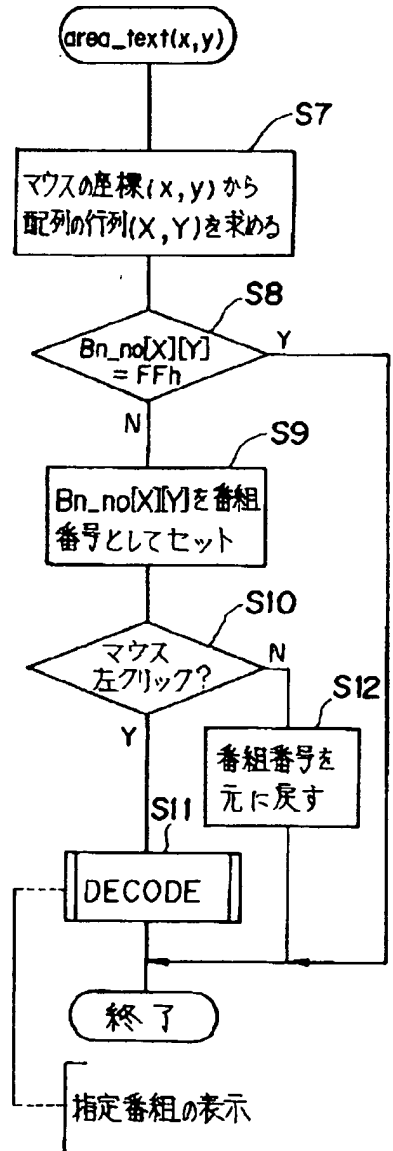 area_text(x,y)
S7
マウスの座標(x,y)から
配列の行列(X,Y)を求める
S8
Bn_no[X][Y]
=FFh
Y
N
S9
Bn_no[X][Y]を番組
番号としてセット
S10
マウス
左クリック?
N
Y
S12
番組番号を
元に戻す
S11
DECODE
終了
指定番組の表示